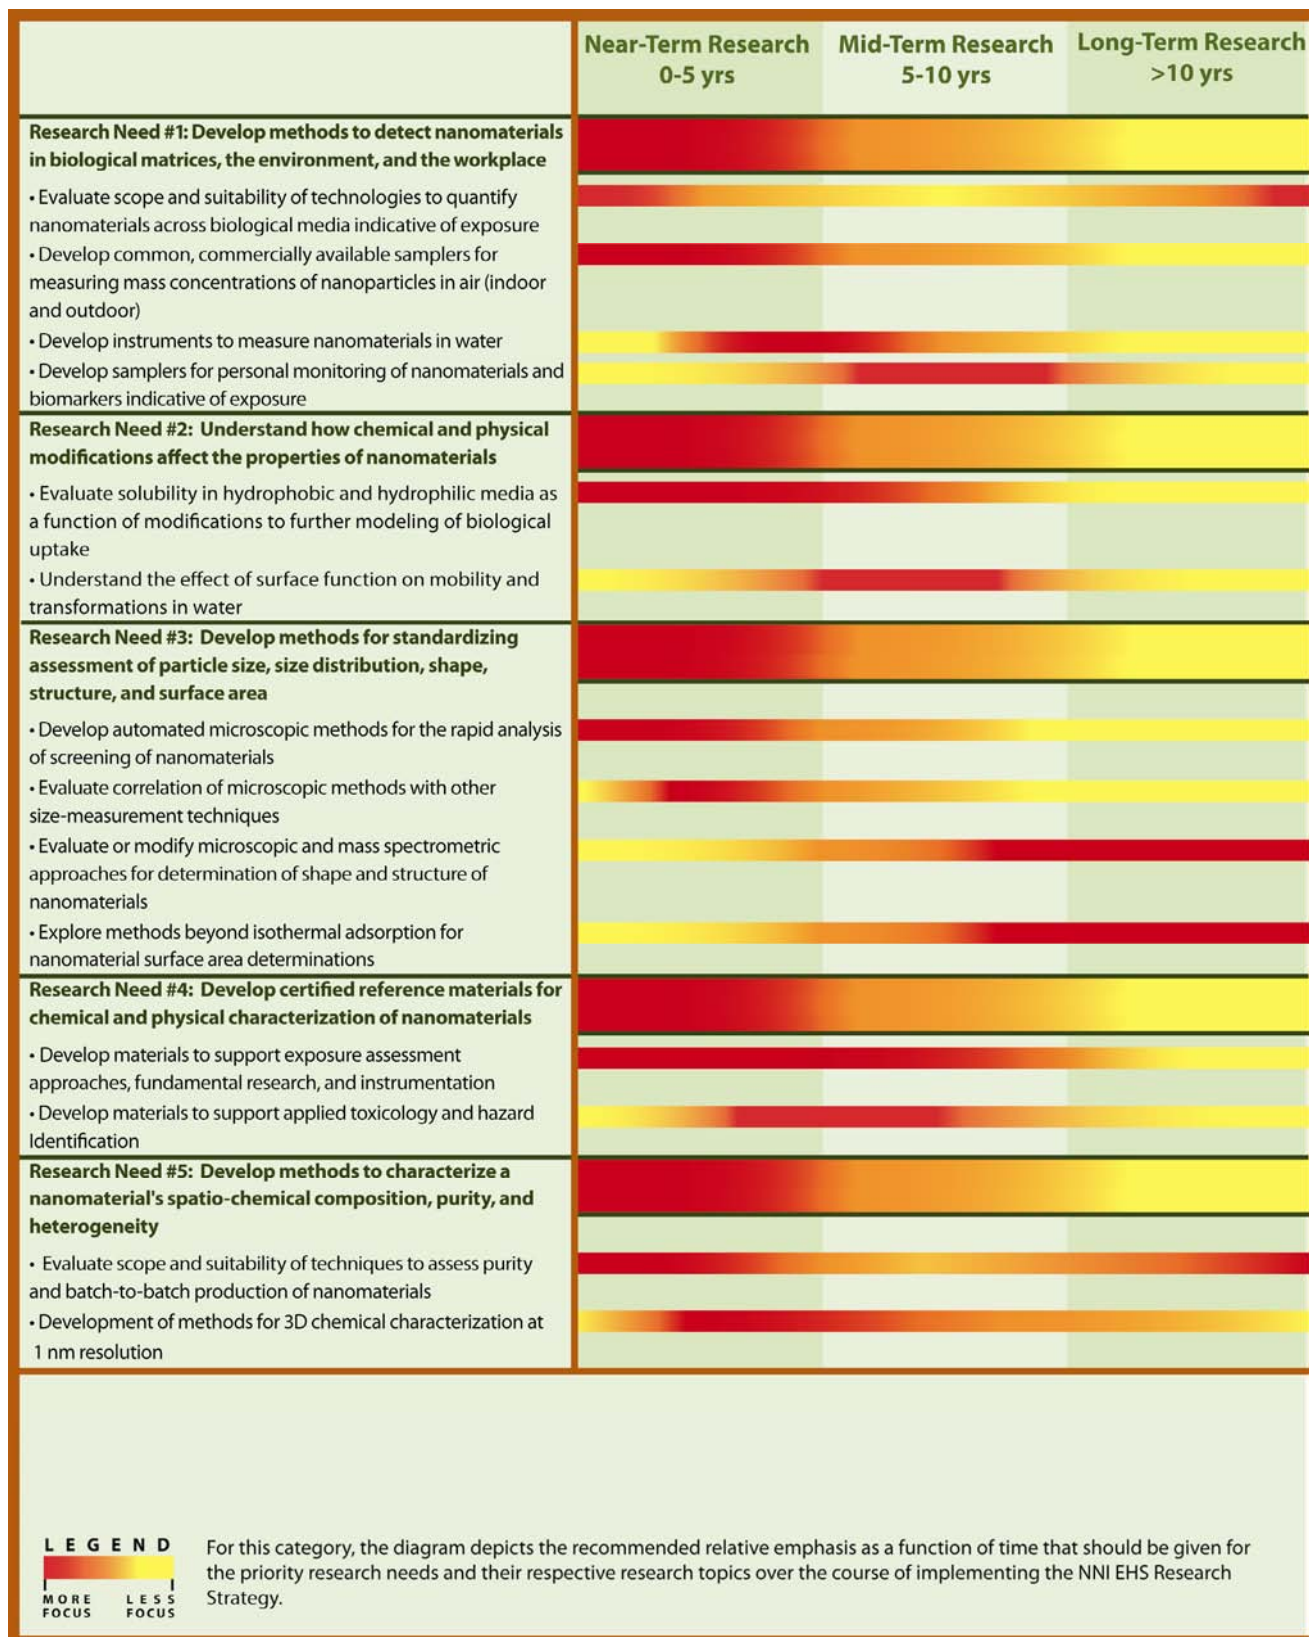 Near-Term Research Mid-Term Research Long-Term Research
0-5 yrs 5-10 yrs >10 yrs
Research Need #1: Develop methods to detect nanomaterials
in biological matrices, the environment, and the workplace
• Evaluate scope and suitability of technologies to quantify
nanomaterials across biological media indicative of exposure
• Develop common, commercially available samplers for
measuring mass concentrations of nanoparticles in air (indoor
and outdoor)
• Develop instruments to measure nanomaterials in water
• Develop samplers for personal monitoring of nanomaterials and
biomarkers indicative of exposure
Research Need #2: Understand how chemical and physical
modifications affect the properties of nanomaterials
• Evaluate solubility in hydrophobic and hydrophilic media as
a function of modifications to further modeling of biological
uptake
• Understand the effect of surface function on mobility and
transformations in water
Research Need #3: Develop methods for standardizing
assessment of particle size, size distribution, shape,
structure, and surface area
• Develop automated microscopic methods for the rapid analysis
of screening of nanomaterials
• Evaluate correlation of microscopic methods with other
size-measurement techniques
• Evaluate or modify microscopic and mass spectrometric
approaches for determination of shape and structure of
nanomaterials
• Explore methods beyond isothermal adsorption for
nanomaterial surface area determinations
Research Need #4: Develop certified reference materials for
chemical and physical characterization of nanomaterials
• Develop materials to support exposure assessment
approaches, fundamental research, and instrumentation
• Develop materials to support applied toxicology and hazard
Identification
Research Need #5: Develop methods to characterize a
nanomaterial's spatio-chemical composition, purity, and
heterogeneity
• Evaluate scope and suitability of techniques to assess purity
and batch-to-batch production of nanomaterials
• Development of methods for 3D chemical characterization at
1 nm resolution
LEGEND
MORE LESS
FOCUS FOCUS
For this category, the diagram depicts the recommended relative emphasis as a function of time that should be given for
the priority research needs and their respective research topics over the course of implementing the NNI EHS Research
Strategy.